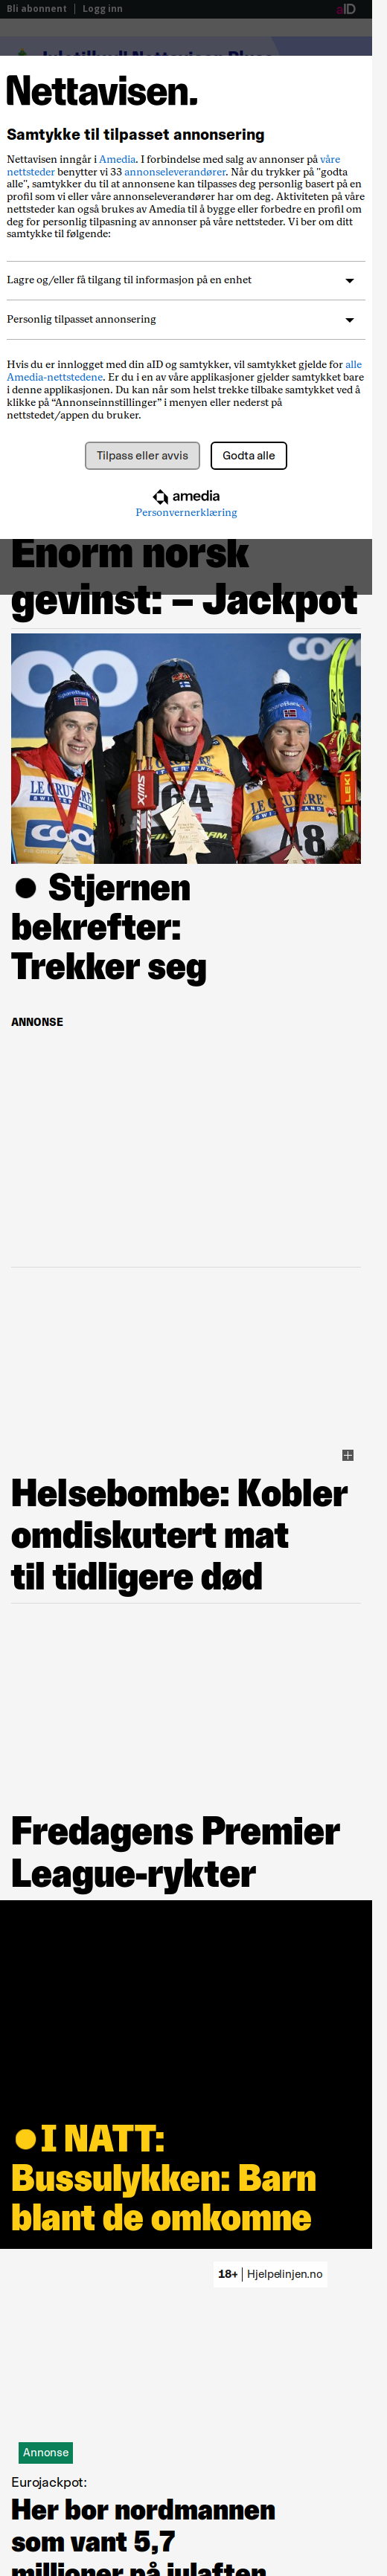 Bli abonnent | Logg inn aID
Nettavisen.
Samtykke til tilpasset annonsering
Nettavisen inngår i Amedia. I forbindelse med salg av annonser på våre
nettsteder benytter vi 33 annonseleverandører. Når du trykker på "godta
alle", samtykker du til at annonsene kan tilpasses deg personlig basert på en
profil som vi eller våre annonseleverandører har om deg. Aktiviteten på våre
nettsteder kan også brukes av Amedia til å bygge eller forbedre en profil om
deg for personlig tilpasning av annonser på våre nettsteder. Vi ber om ditt
samtykke til følgende:
Lagre og/eller få tilgang til informasjon på en enhet
Personlig tilpasset annonsering
Hvis du er innlogget med din aID og samtykker, vil samtykket gjelde for alle
Amedia-nettstedene. Er du i en av våre applikasjoner gjelder samtykket bare
i denne applikasjonen. Du kan når som helst trekke tilbake samtykket ved å
klikke på “Annonseinnstillinger” i menyen eller nederst på
nettstedet/appen du bruker.
Tilpass eller avvis
Godta alle
amedia
Personvernerklæring
Enorm norsk
gevinst: – Jackpot
LE GRUYÈRE
coop
SWIX
LEKI
48
Stjernen
bekrefter:
Trekker seg
ANNONSE
Helsebombe: Kobler
omdiskutert mat
til tidligere død
Fredagens Premier
League-rykter
I NATT:
Bussulykken: Barn
blant de omkomne
18+ | Hjelpelinjen.no
Annonse
Eurojackpot:
Her bor nordmannen
som vant 5,7
millioner på julaften